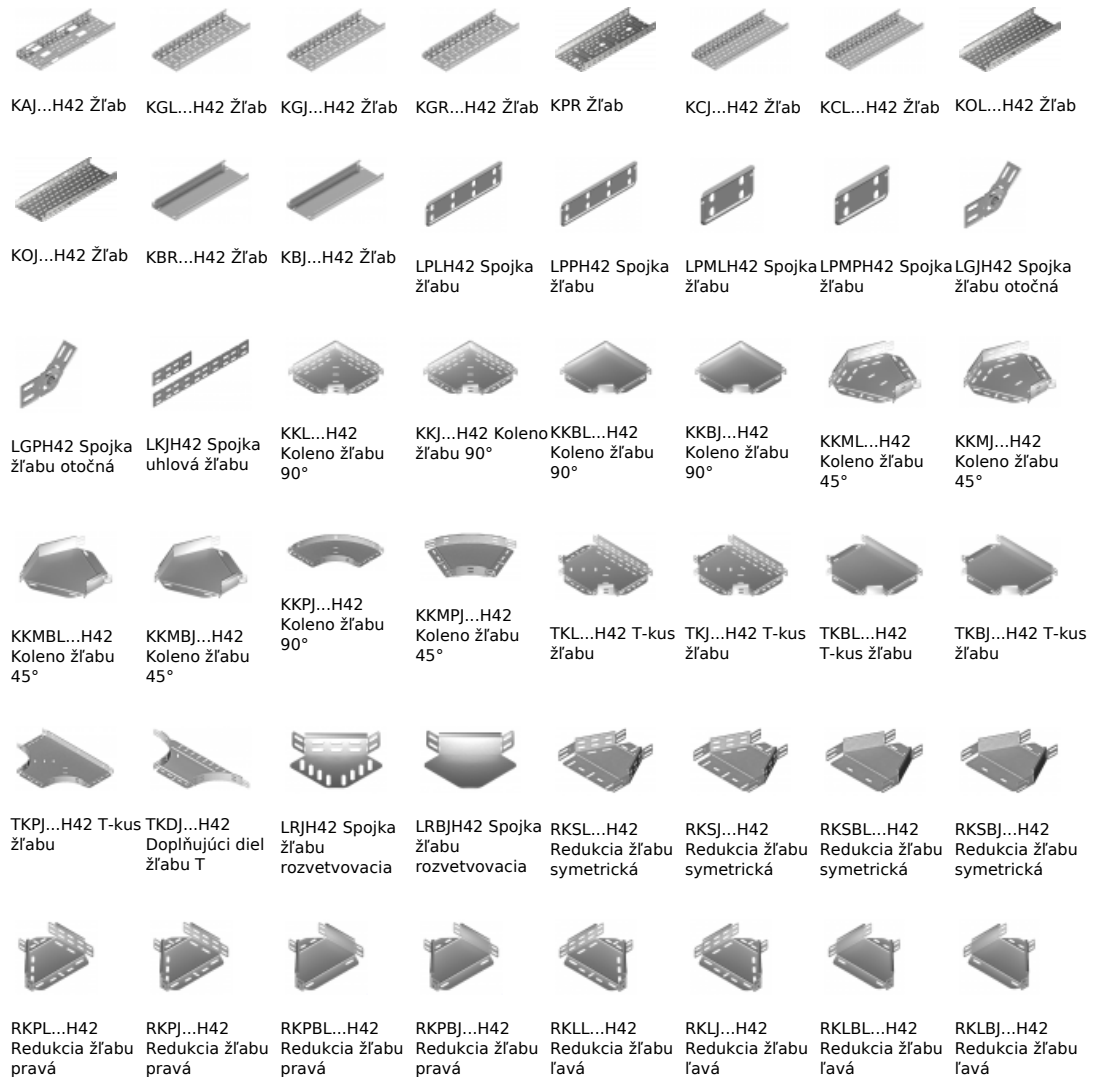 KAJ...H42 Žľab
KGL...H42 Žľab
KGJ...H42 Žľab
KGR...H42 Žľab
KPR Žľab
KCJ...H42 Žľab
KCL...H42 Žľab
KOL...H42 Žľab
KOJ...H42 Žľab
KBR...H42 Žľab
KBJ...H42 Žľab
LPLH42 Spojka
žľabu
LPPH42 Spojka
žľabu
LPMLH42 Spojka
žľabu
LPMPH42 Spojka
žľabu
LGJH42 Spojka
žľabu otočná
LGPH42 Spojka
žľabu otočná
LKJH42 Spojka
uhlová žľabu
KKL...H42
Koleno žľabu
90°
KKJ...H42 Koleno
žľabu 90°
KKBL...H42
Koleno žľabu
90°
KKBJ...H42
Koleno žľabu
90°
KKML...H42
Koleno žľabu
45°
KKMJ...H42
Koleno žľabu
45°
KKMBL...H42
Koleno žľabu
45°
KKMBJ...H42
Koleno žľabu
45°
KKPJ...H42
Koleno žľabu
90°
KKMPJ...H42
Koleno žľabu
45°
TKL...H42 T-kus
žľabu
TKJ...H42 T-kus
žľabu
TKBL...H42
T-kus žľabu
TKBJ...H42 T-kus
žľabu
TKPJ...H42 T-kus
žľabu
TKDJ...H42
Doplňujúci diel
žľabu T
LRJH42 Spojka
žľabu
rozvetvovacia
LRBJH42 Spojka
žľabu
rozvetvovacia
RKSL...H42
Redukcia žľabu
symetrická
RKSJ...H42
Redukcia žľabu
symetrická
RKSBL...H42
Redukcia žľabu
symetrická
RKSBJ...H42
Redukcia žľabu
symetrická
RKPL...H42
Redukcia žľabu
pravá
RKPJ...H42
Redukcia žľabu
pravá
RKPBL...H42
Redukcia žľabu
pravá
RKPBJ...H42
Redukcia žľabu
pravá
RKLL...H42
Redukcia žľabu
ľavá
RKLJ...H42
Redukcia žľabu
ľavá
RKLBL...H42
Redukcia žľabu
ľavá
RKLBJ...H42
Redukcia žľabu
ľavá